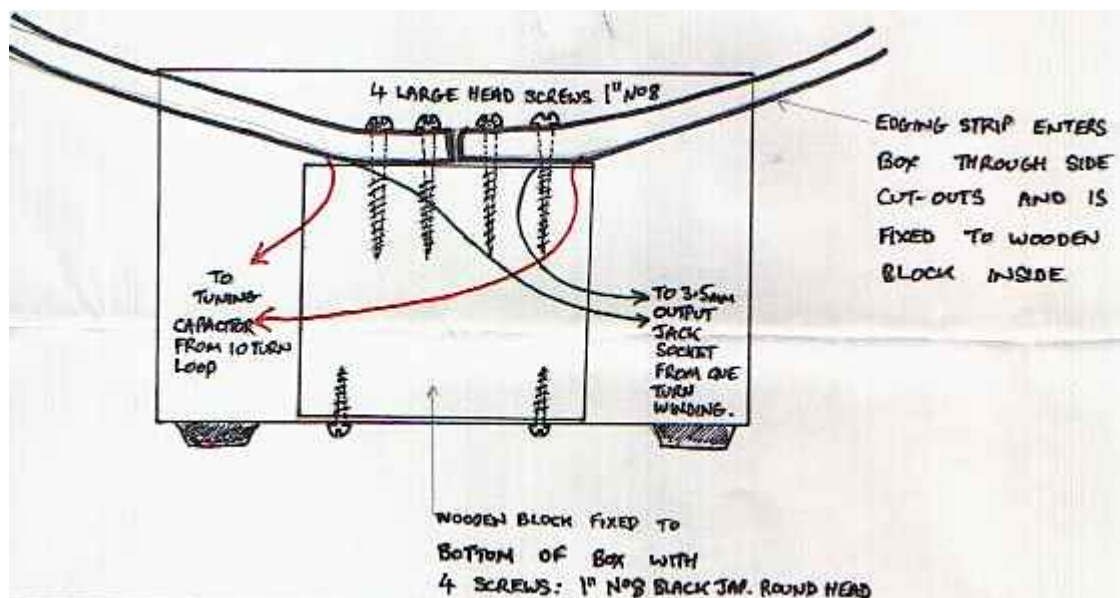 4 LARGE HEAD SCREWS 1" No8
EDGING STRIP ENTERS
BOX THROUGH SIDE
CUT-OUTS AND IS
FIXED TO WOODEN
BLOCK INSIDE
TO
TUNING
CAPACTOR
FROM 10 TURN
LOOP
TO 3.5mm
OUTPUT
JACK
SOCKET
FROM ONE
TURN
WINDING.
WOODEN BLOCK FIXED TO
BOTTOM OF BOX WITH
4 SCREWS: 1" No8 BLACK JAP. ROUND HEAD